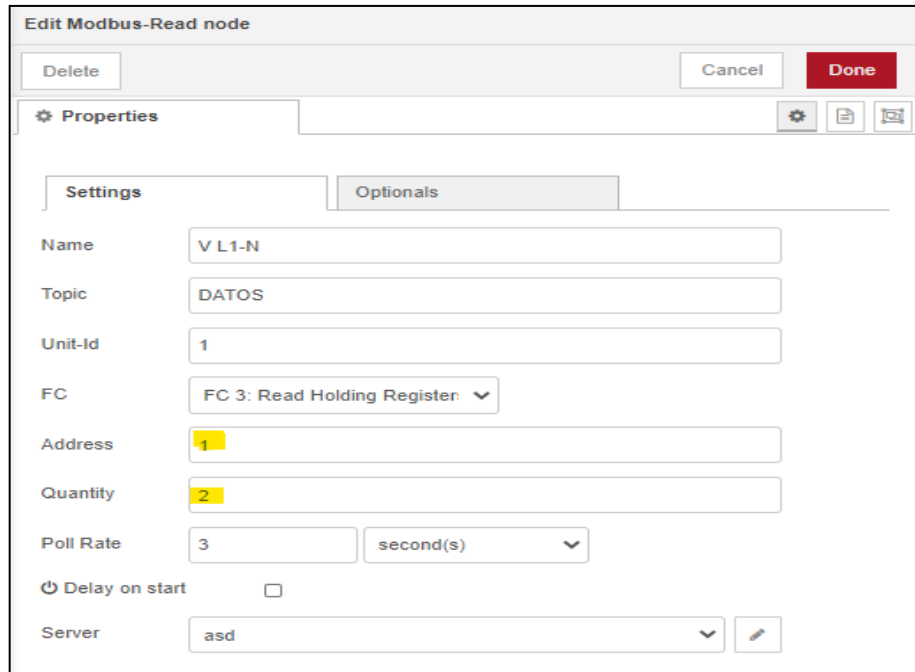 Edit Modbus-Read node
Delete Cancel Done
Properties
Settings Optionals
Name V L1-N
Topic DATOS
Unit-Id 1
FC FC 3: Read Holding Register
Address 1
Quantity 2
Poll Rate 3 second(s)
Delay on start
Server asd